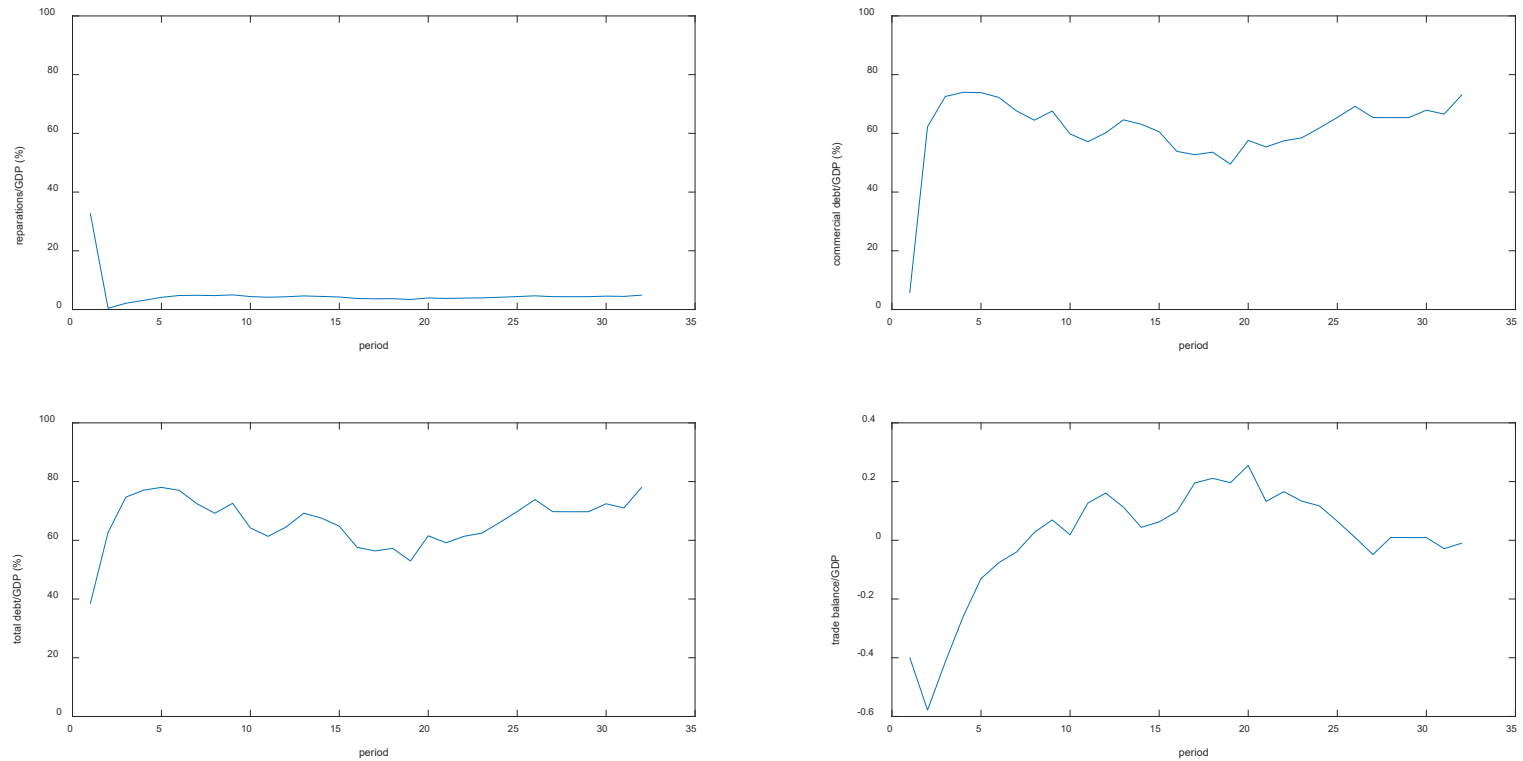 100
80
60
40
20
0
reparations/GDP (%)
0 5 10 15 20 25 30 35
period
100
80
60
40
20
0
commercial debt/GDP (%)
0 5 10 15 20 25 30 35
period
100
80
60
40
20
0
total debt/GDP (%)
0 5 10 15 20 25 30 35
period
0.4
0.2
0
-0.2
-0.4
-0.6
trade balance/GDP
0 5 10 15 20 25 30 35
period